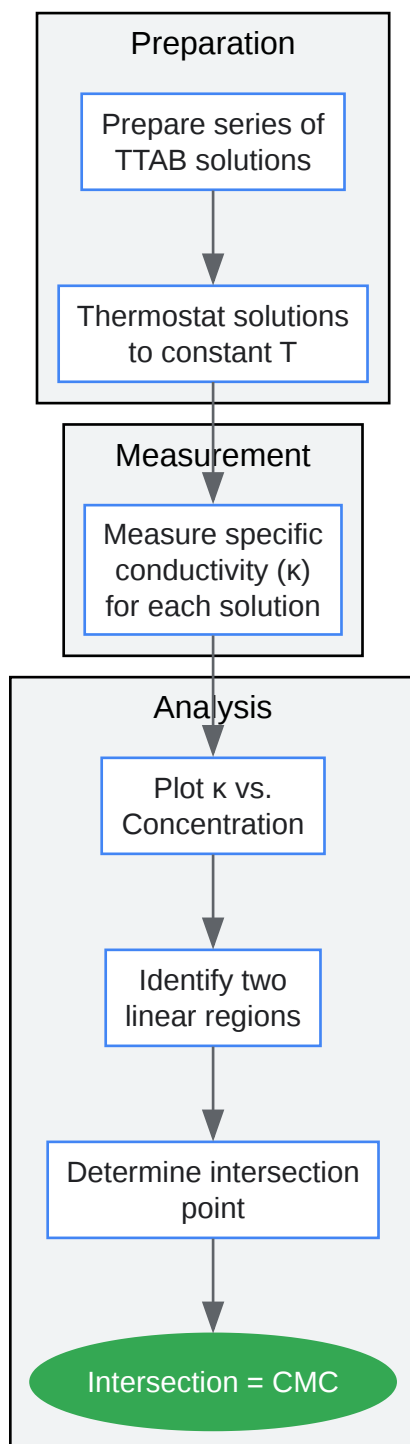 Preparation
Prepare series of
TTAB solutions
Thermostat solutions
to constant T
Measurement
Measure specific
conductivity (κ)
for each solution
Analysis
Plot κ vs.
Concentration
Identify two
linear regions
Determine intersection
point
Intersection = CMC